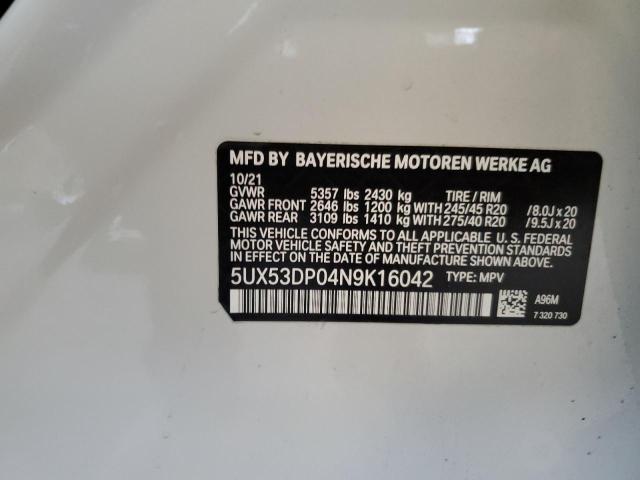 MFD BY BAYERISCHE MOTOREN WERKE AG
10/21
GVWR 5357 lbs 2430 kg TIRE / RIM
GAWR FRONT 2646 lbs 1200 kg WITH 245/45 R20 /8.0J x 20
GAWR REAR 3109 lbs 1410 kg WITH 275/40 R20 /9.5J x 20
THIS VEHICLE CONFORMS TO ALL APPLICABLE U. S. FEDERAL
MOTOR VEHICLE SAFETY AND THEFT PREVENTION STANDARDS
IN EFFECT ON THE DATE OF MANUFACTURE SHOWN ABOVE.
5UX53DP04N9K16042 TYPE: MPV
A96M
7 320 730